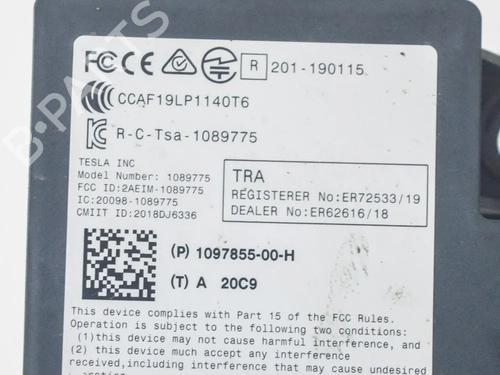 FCC CE R 201-190115
CCAF19LP1140T6
R-C-Tsa-1089775
TESLA INC
Model Number: 1089775
FCC ID:2AEIM-1089775
IC:20098-1089775
CMIIT ID:2018DJ6336
TRA
REGISTERER No:ER72533/19
DEALER No:ER62616/18
(P) 1097855-00-H
(T) A 20C9
This device complies with Part 15 of the FCC Rules.
Operation is subject to the following two conditions:
(1)this device may not cause harmful interference, and
(2) this device much accept any interference
received,including interference that may cause undesired
B-PARTS